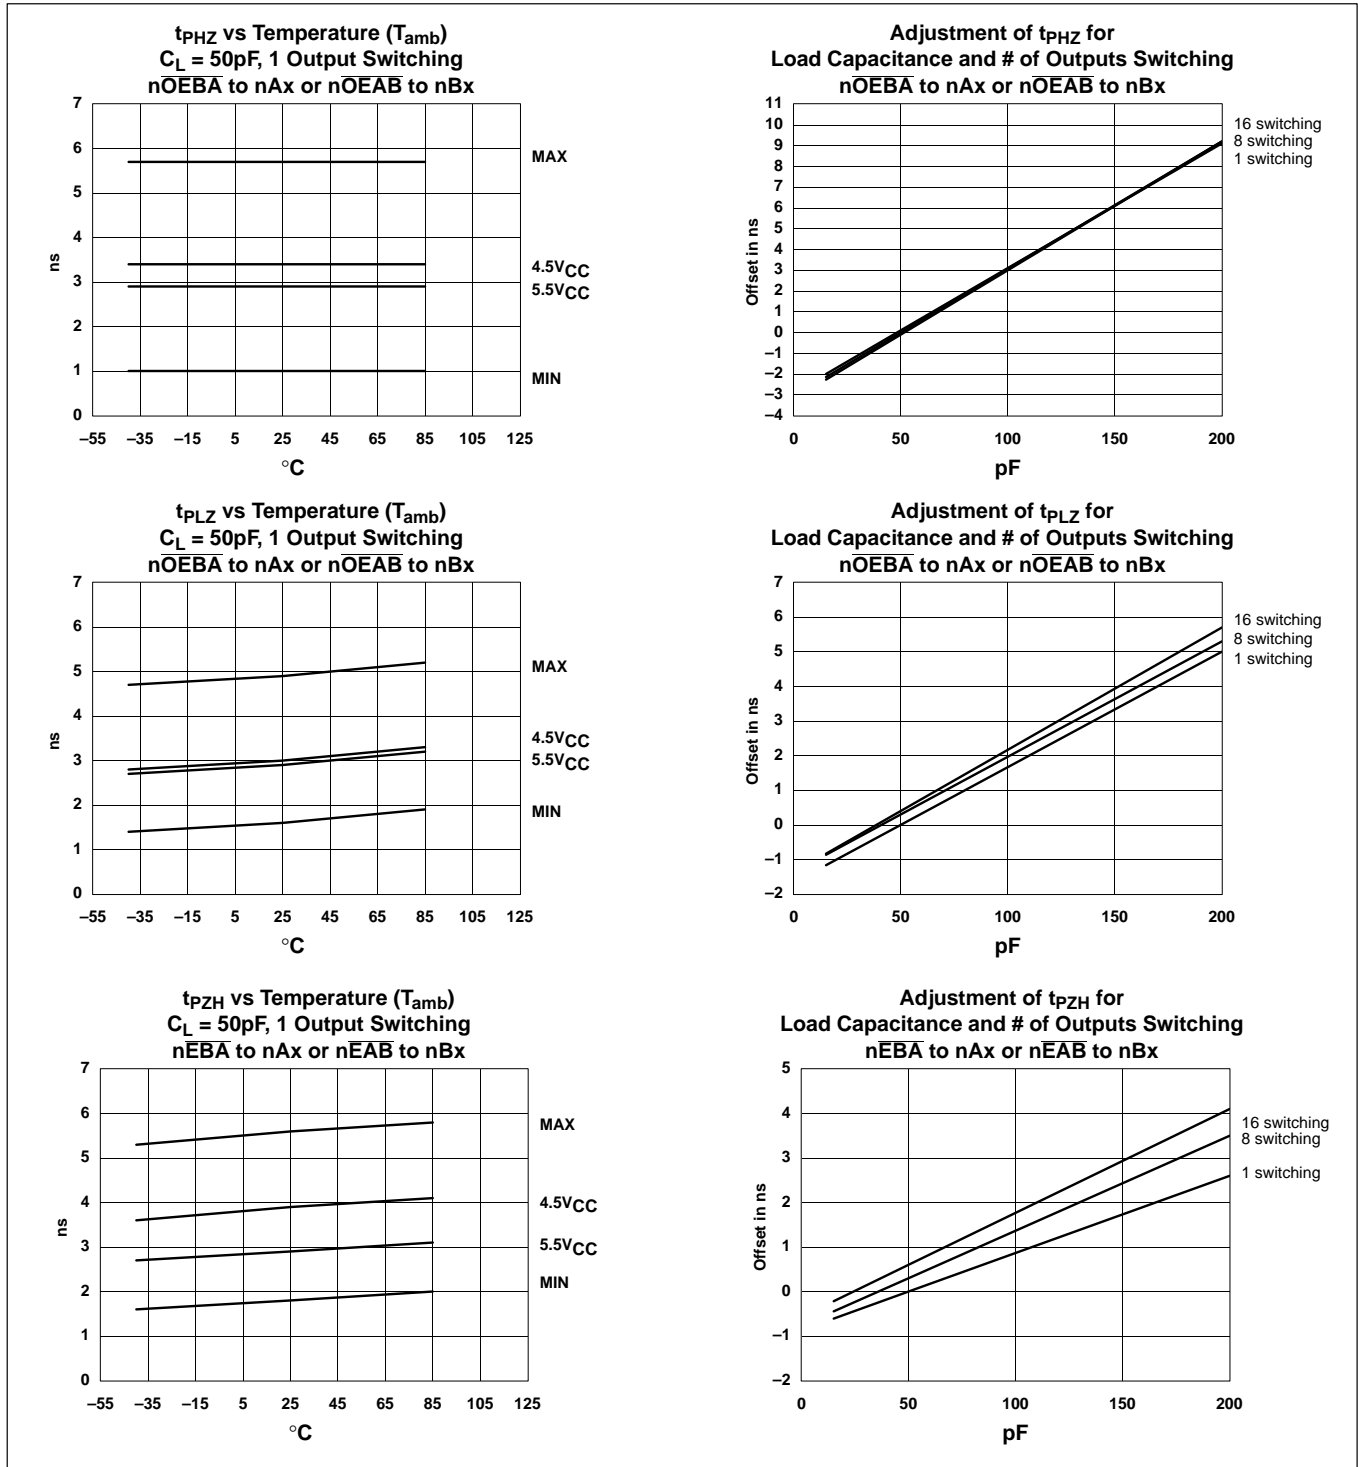 tPHZ vs Temperature (Tamb)
CL = 50pF, 1 Output Switching
nOEBA to nAx or nOEAB to nBx
7
6
5
4
3
2
1
0
ns
MAX
4.5VCC
5.5VCC
MIN
–55 –35 –15 5 25 45 65 85 105 125
°C
Adjustment of tPHZ for
Load Capacitance and # of Outputs Switching
nOEBA to nAx or nOEAB to nBx
11
10
9
8
7
6
5
4
3
2
1
0
–1
–2
–3
–4
Offset in ns
16 switching
8 switching
1 switching
0 50 100 150 200
pF
tPLZ vs Temperature (Tamb)
CL = 50pF, 1 Output Switching
nOEBA to nAx or nOEAB to nBx
7
6
5
4
3
2
1
0
ns
MAX
4.5VCC
5.5VCC
MIN
–55 –35 –15 5 25 45 65 85 105 125
°C
Adjustment of tPLZ for
Load Capacitance and # of Outputs Switching
nOEBA to nAx or nOEAB to nBx
7
6
5
4
3
2
1
0
–1
–2
Offset in ns
16 switching
8 switching
1 switching
0 50 100 150 200
pF
tPZH vs Temperature (Tamb)
CL = 50pF, 1 Output Switching
nEBA to nAx or nEAB to nBx
7
6
5
4
3
2
1
0
ns
MAX
4.5VCC
5.5VCC
MIN
–55 –35 –15 5 25 45 65 85 105 125
°C
Adjustment of tPZH for
Load Capacitance and # of Outputs Switching
nEBA to nAx or nEAB to nBx
5
4
3
2
1
0
–1
–2
Offset in ns
16 switching
8 switching
1 switching
0 50 100 150 200
pF